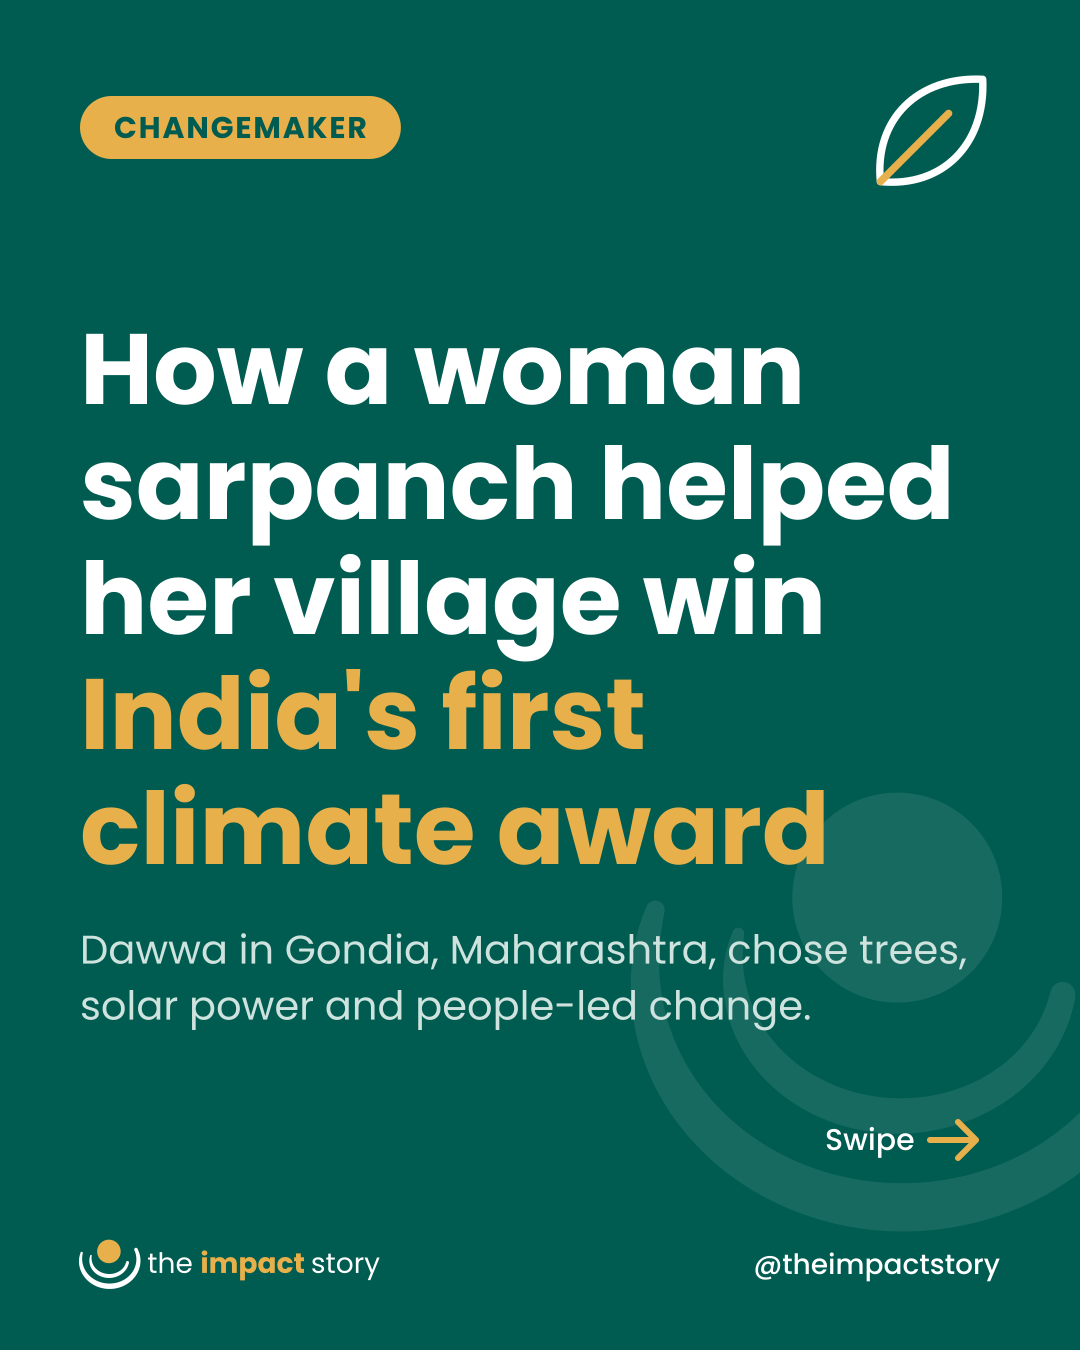 CHANGEMAKER
How a woman
sarpanch helped
her village win
India's first
climate award
Dawwa in Gondia, Maharashtra, chose trees,
solar power and people-led change.
Swipe
the impact story
@theimpactstory